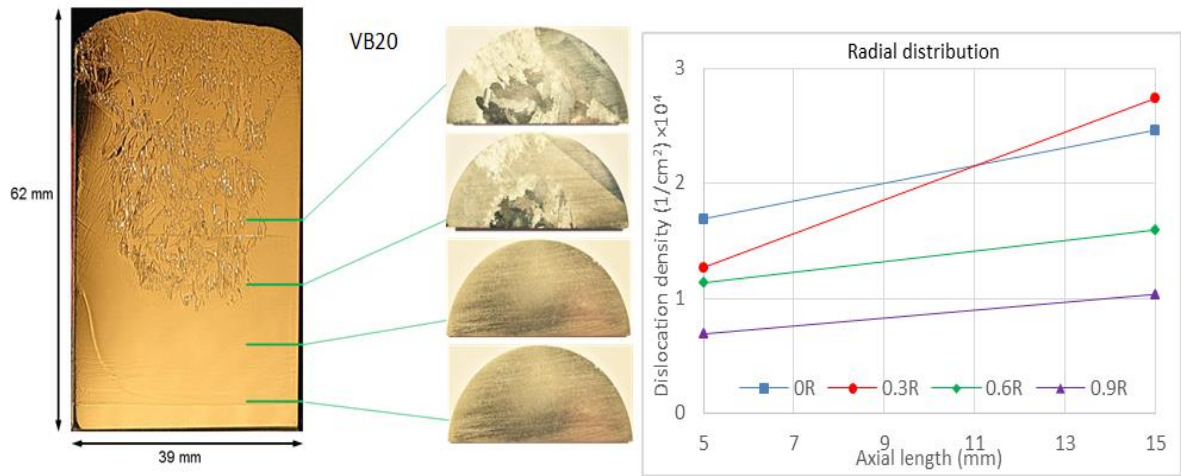 VB20
62 mm
39 mm
Radial distribution
Dislocation density (1/cm²) ×10⁴
3
2
1
0
0R
0.3R
0.6R
0.9R
5
7
9
11
13
15
Axial length (mm)